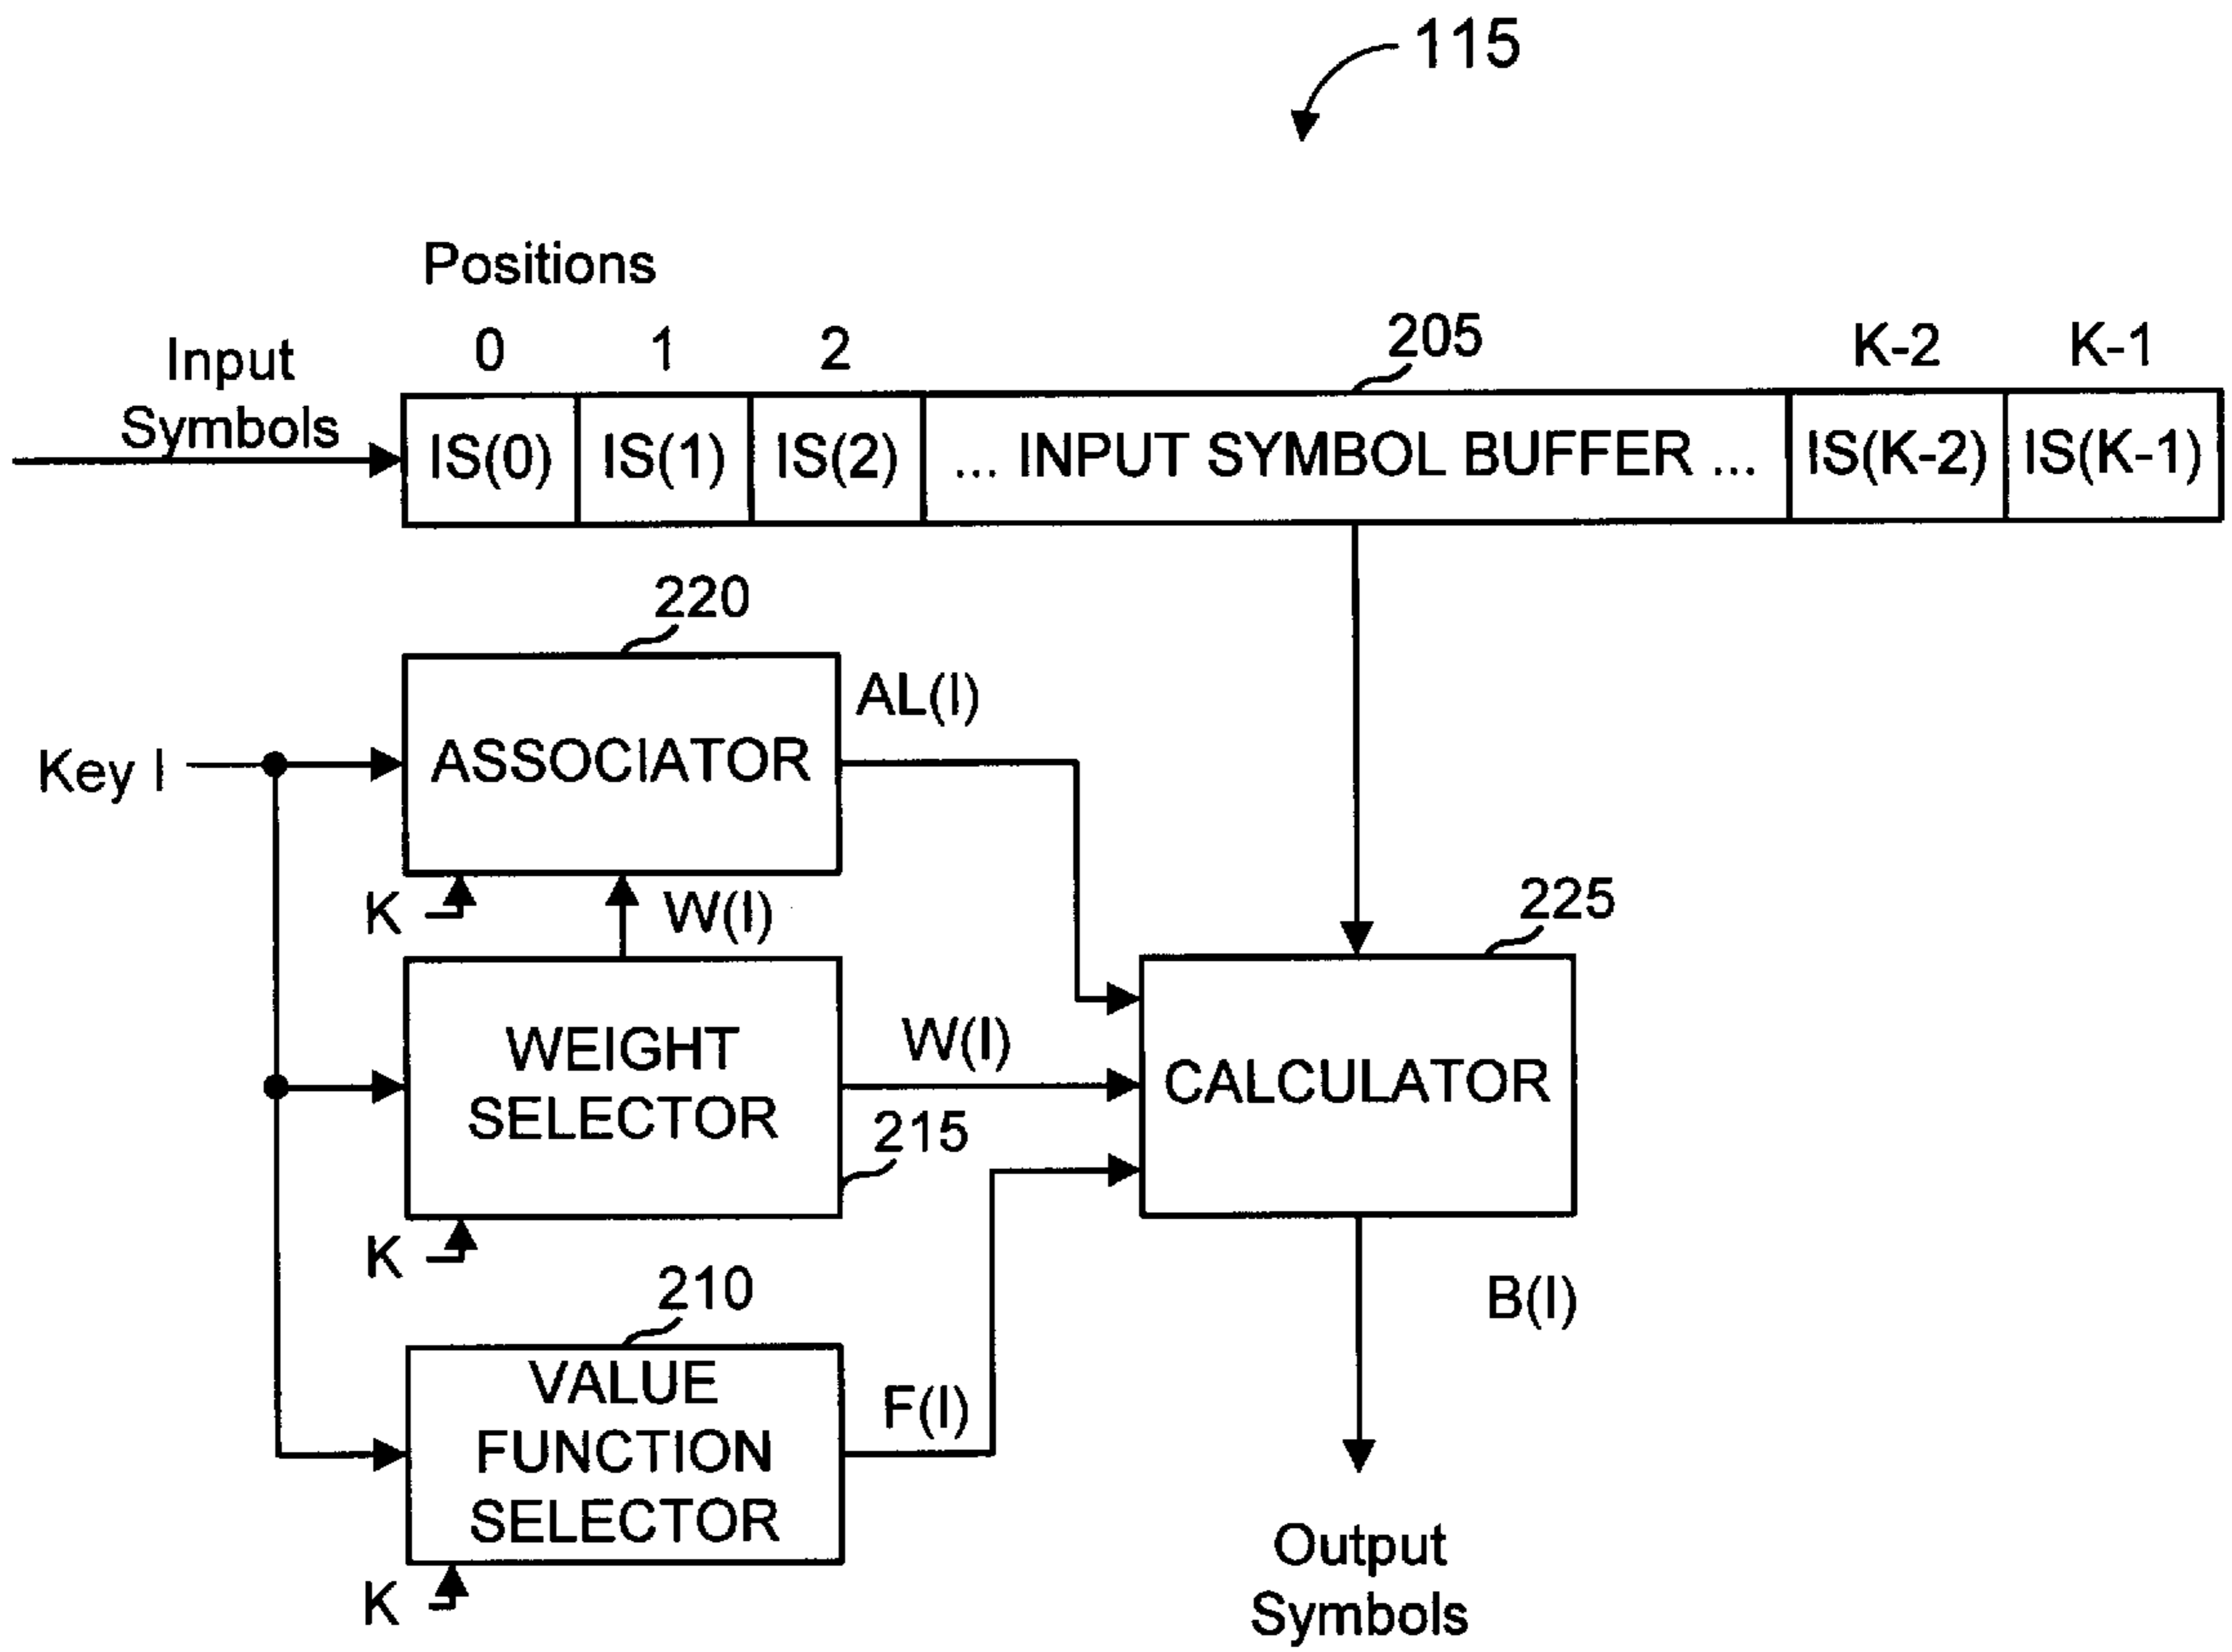 115
Positions
0 1 2 205 K-2 K-1
Input
Symbols
IS(0) IS(1) IS(2) ... INPUT SYMBOL BUFFER ... IS(K-2) IS(K-1)
220
AL(I)
Key I
ASSOCIATOR
K
W(I)
225
WEIGHT
SELECTOR
W(I)
CALCULATOR
215
K
210
B(I)
VALUE
FUNCTION
SELECTOR
F(I)
K
Output
Symbols